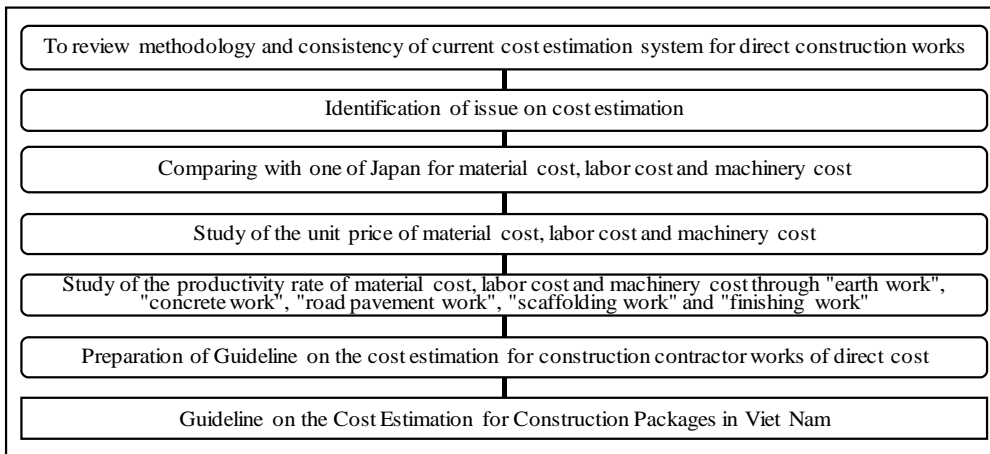 To review methodology and consistency of current cost estimation system for direct construction works
Identification of issue on cost estimation
Comparing with one of Japan for material cost, labor cost and machinery cost
Study of the unit price of material cost, labor cost and machinery cost
Study of the productivity rate of material cost, labor cost and machinery cost through "earth work",
"concrete work", "road pavement work", "scaffolding work" and "finishing work"
Preparation of Guideline on the cost estimation for construction contractor works of direct cost
Guideline on the Cost Estimation for Construction Packages in Viet Nam